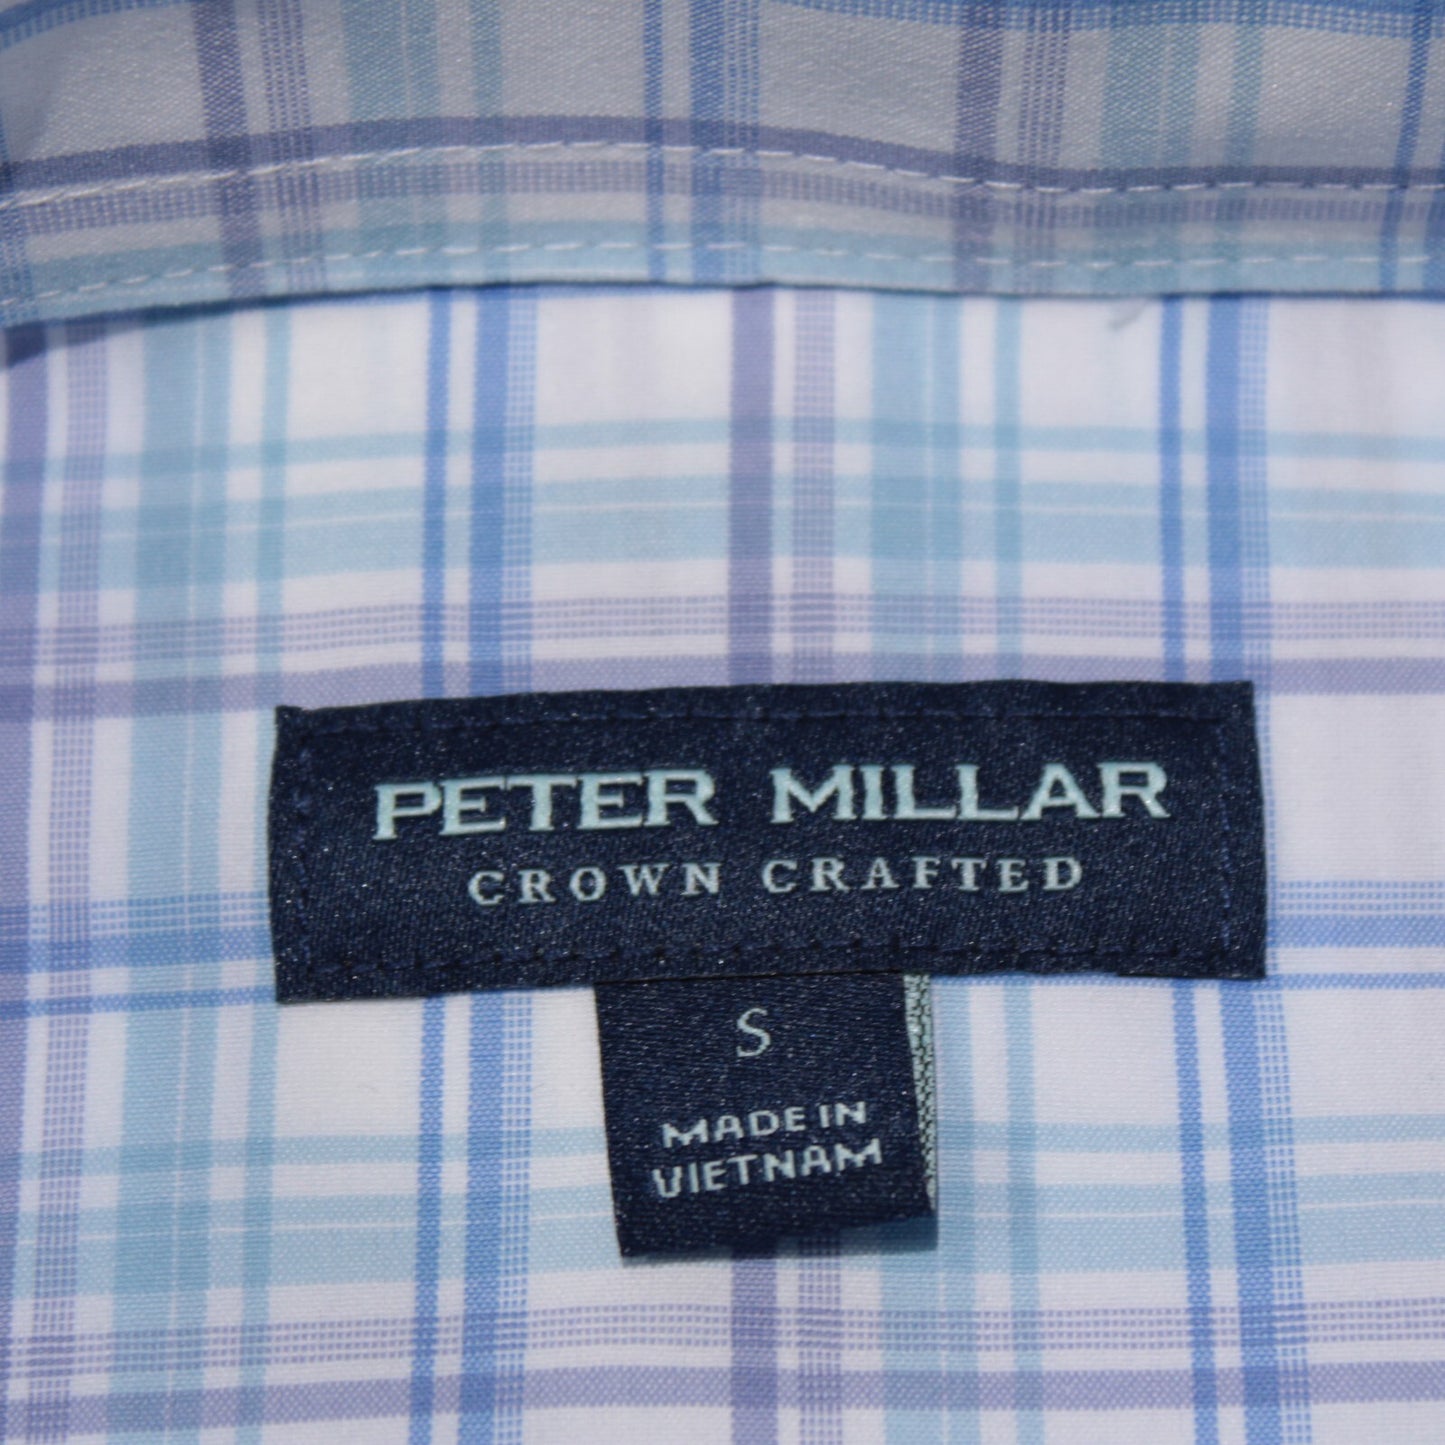 PETER MILLAR
CROWN CRAFTED
S
MADE IN
VIETNAM